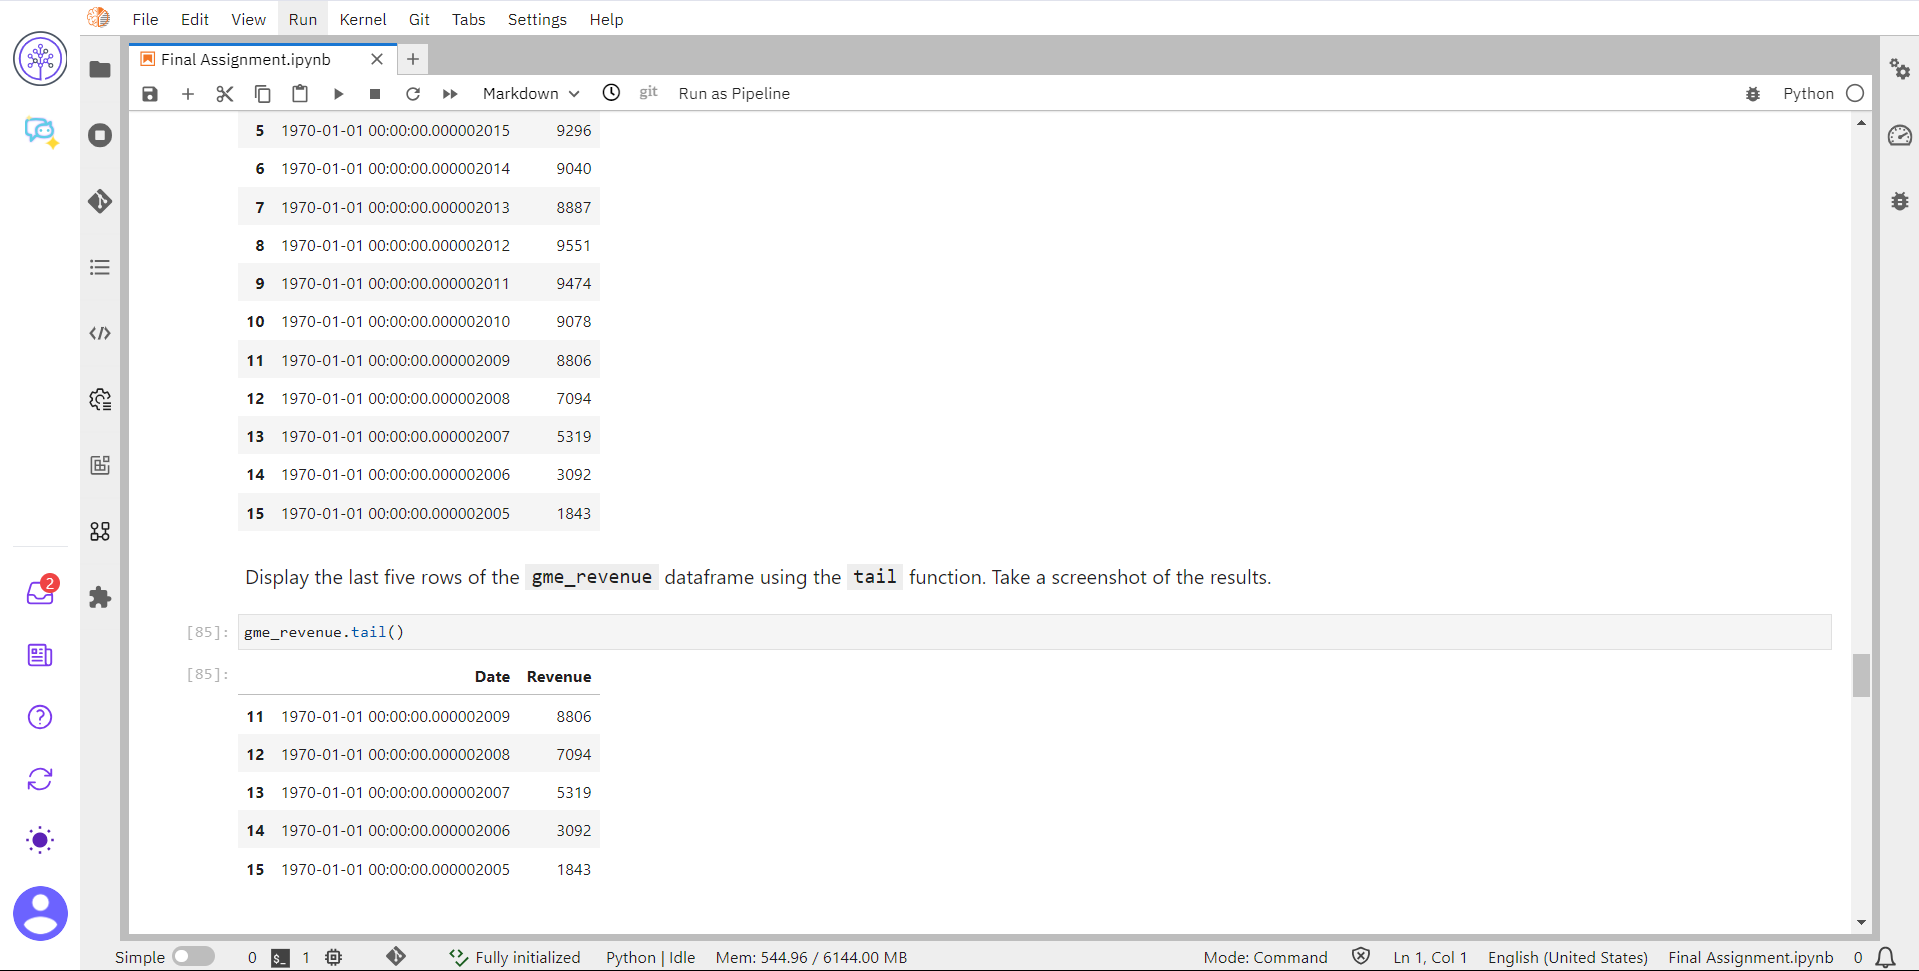 File Edit View Run Kernel Git Tabs Settings Help
Final Assignment.ipynb
Markdown git Run as Pipeline Python
5 1970-01-01 00:00:00.000002015 9296
6 1970-01-01 00:00:00.000002014 9040
7 1970-01-01 00:00:00.000002013 8887
8 1970-01-01 00:00:00.000002012 9551
9 1970-01-01 00:00:00.000002011 9474
10 1970-01-01 00:00:00.000002010 9078
11 1970-01-01 00:00:00.000002009 8806
12 1970-01-01 00:00:00.000002008 7094
13 1970-01-01 00:00:00.000002007 5319
14 1970-01-01 00:00:00.000002006 3092
15 1970-01-01 00:00:00.000002005 1843
Display the last five rows of the gme_revenue dataframe using the tail function. Take a screenshot of the results.
2
[85]: gme_revenue.tail()
[85]: Date Revenue
11 1970-01-01 00:00:00.000002009 8806
12 1970-01-01 00:00:00.000002008 7094
13 1970-01-01 00:00:00.000002007 5319
14 1970-01-01 00:00:00.000002006 3092
15 1970-01-01 00:00:00.000002005 1843
Simple 0 $_ 1 Fully initialized Python | Idle Mem: 544.96 / 6144.00 MB Mode: Command Ln 1, Col 1 English (United States) Final Assignment.ipynb 0